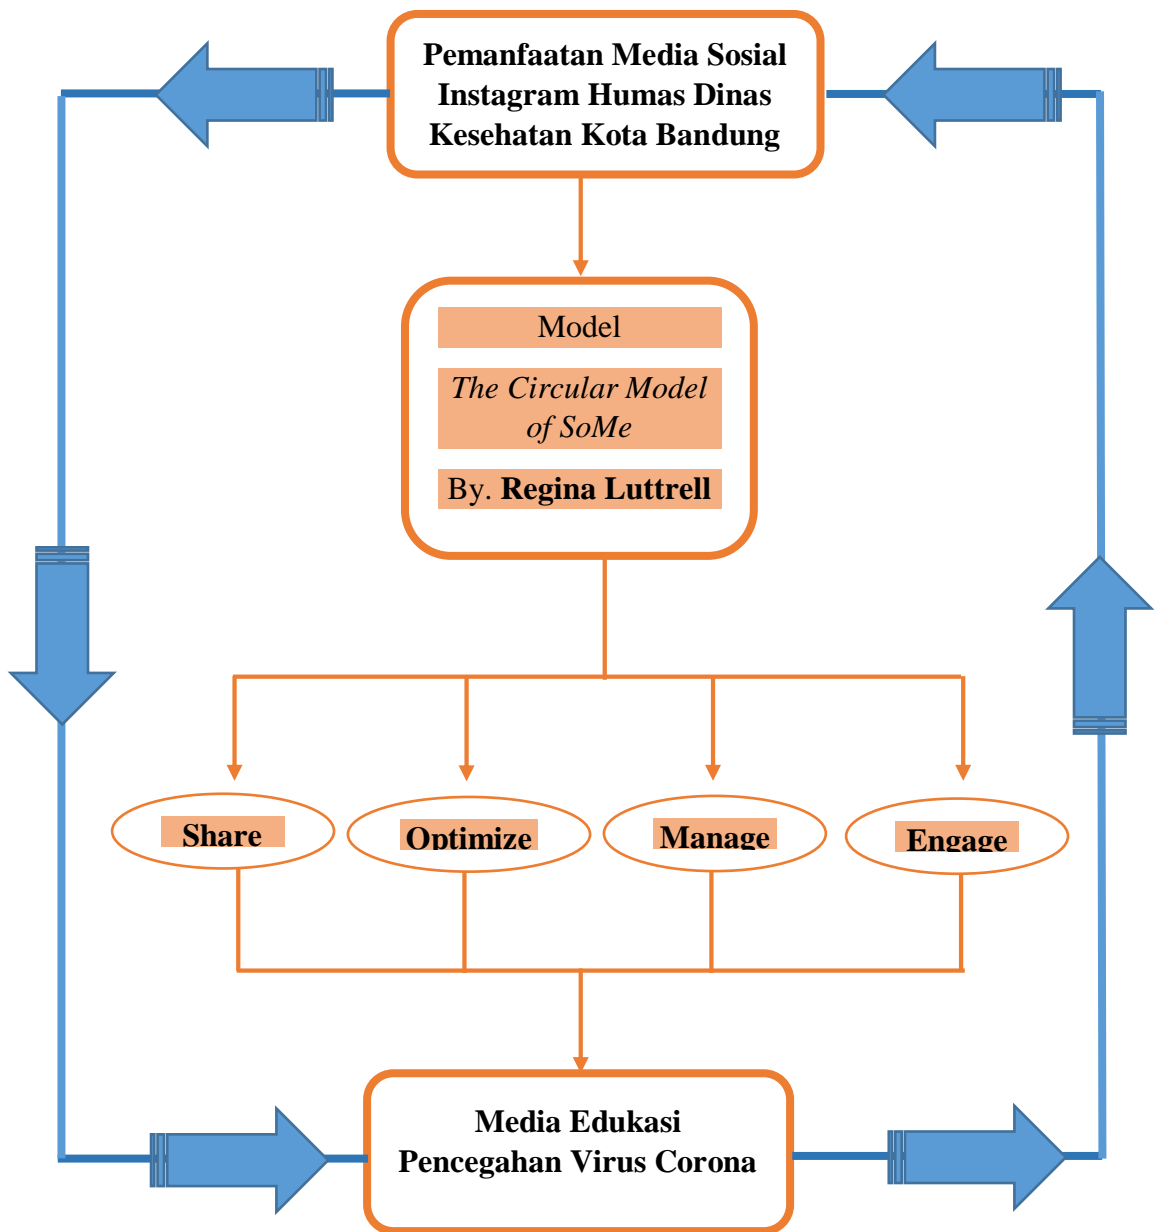 Pemanfaatan Media Sosial
Instagram Humas Dinas
Kesehatan Kota Bandung
Model
The Circular Model
of SoMe
By. Regina Luttrell
Share
Optimize
Manage
Engage
Media Edukasi
Pencegahan Virus Corona